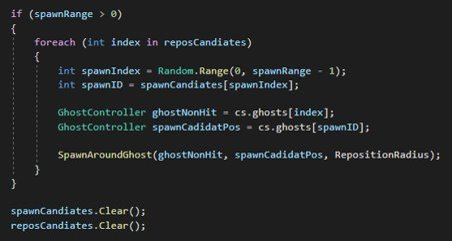 if (spawnRange > 0)
{
foreach (int index in reposCandiates)
{
int spawnIndex = Random.Range(0, spawnRange - 1);
int spawnID = spawnCandiates[spawnIndex];
GhostController ghostNonHit = cs.ghosts[index];
GhostController spawnCadidatPos = cs.ghosts[spawnID];
SpawnAroundGhost(ghostNonHit, spawnCadidatPos, RepositionRadius);
}
}
spawnCandiates.Clear();
reposCandiates.Clear();